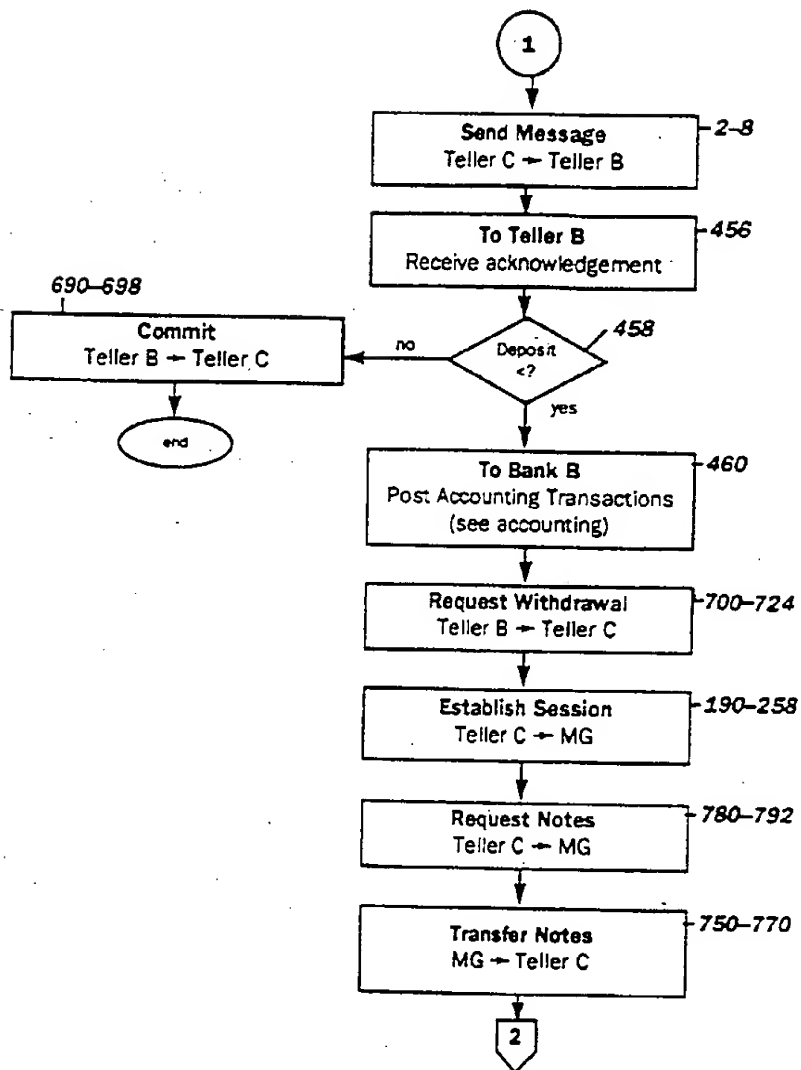 1
Send Message
Teller C → Teller B
2–8
To Teller B
Receive acknowledgement
456
Deposit
<?
458
no
690–698
Commit
Teller B → Teller C
end
yes
To Bank B
Post Accounting Transactions
(see accounting)
460
Request Withdrawal
Teller B → Teller C
700–724
Establish Session
Teller C → MG
190–258
Request Notes
Teller C → MG
780–792
Transfer Notes
MG → Teller C
750–770
2